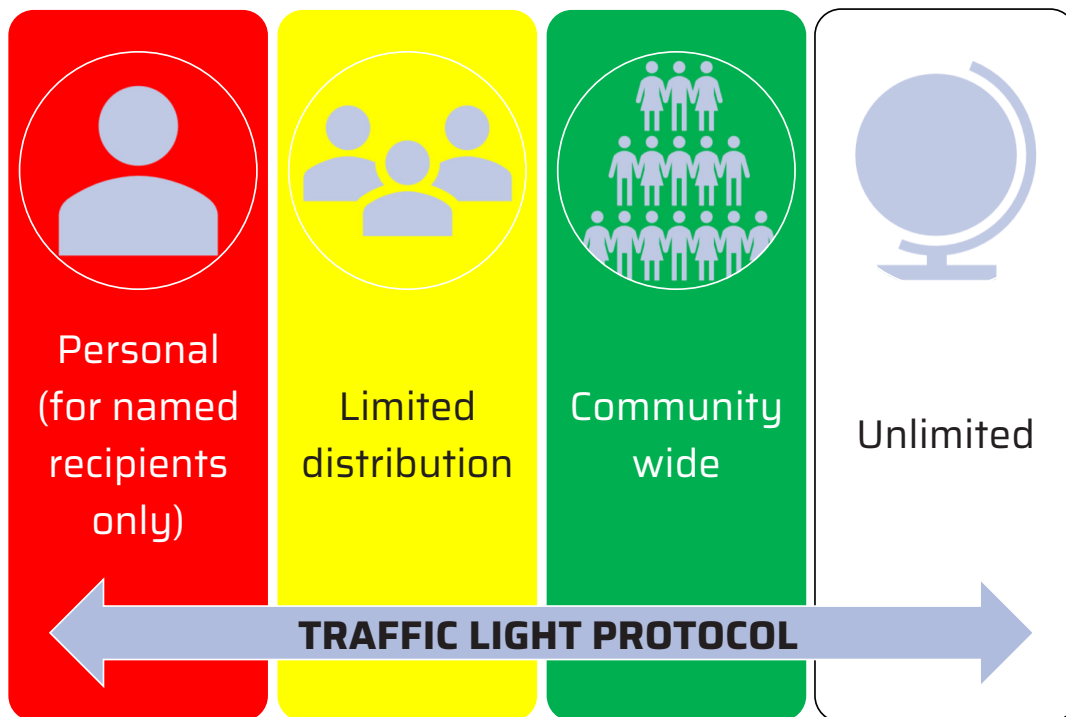 Personal
(for named
recipients
only)
Limited
distribution
Community
wide
Unlimited
TRAFFIC LIGHT PROTOCOL